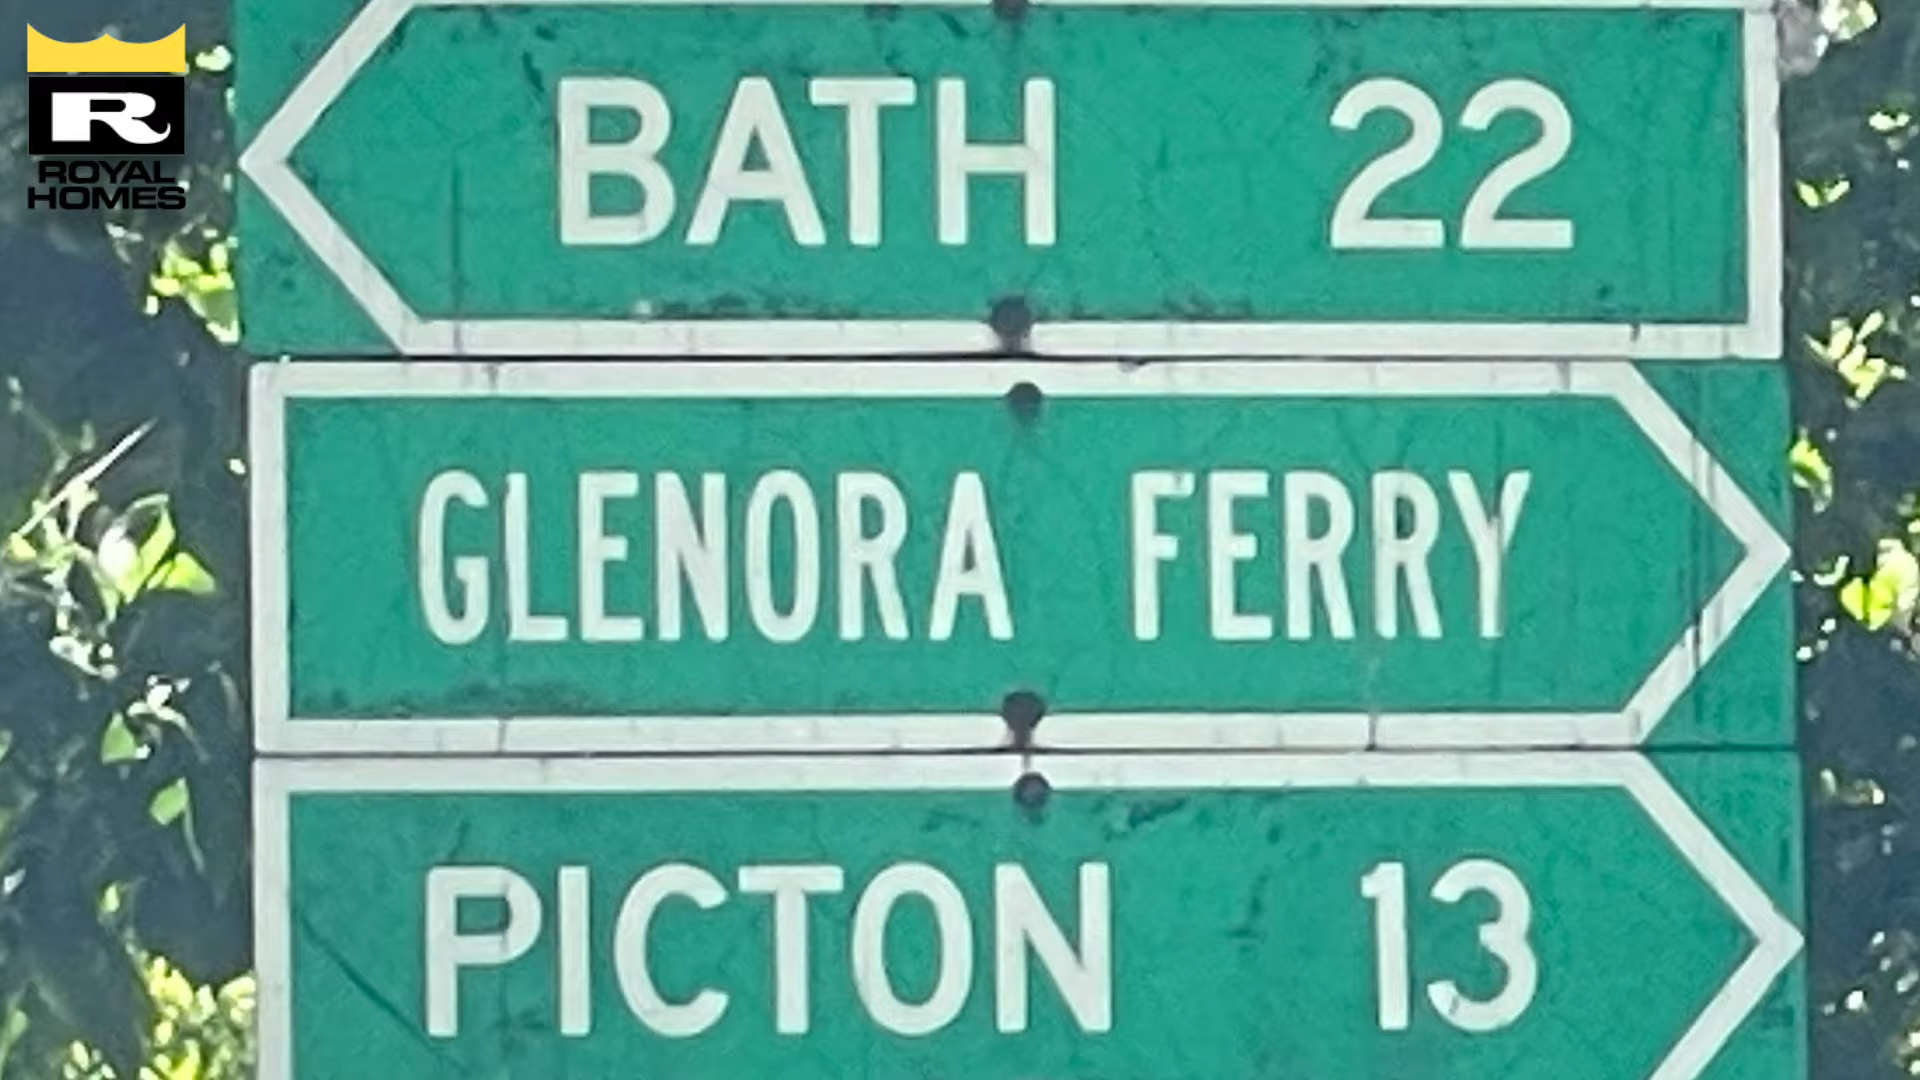 R
ROYAL
HOMES
BATH 22
GLENORA FERRY
PICTON 13